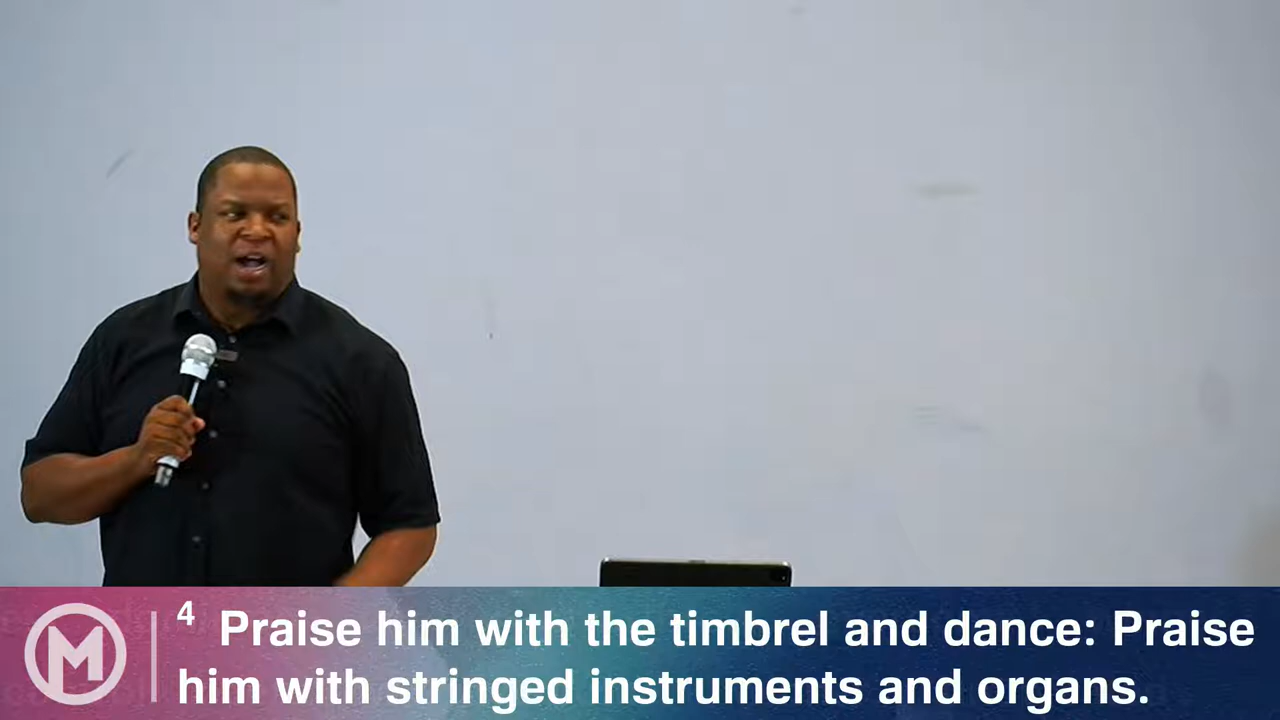 M
4 Praise him with the timbrel and dance: Praise
him with stringed instruments and organs.